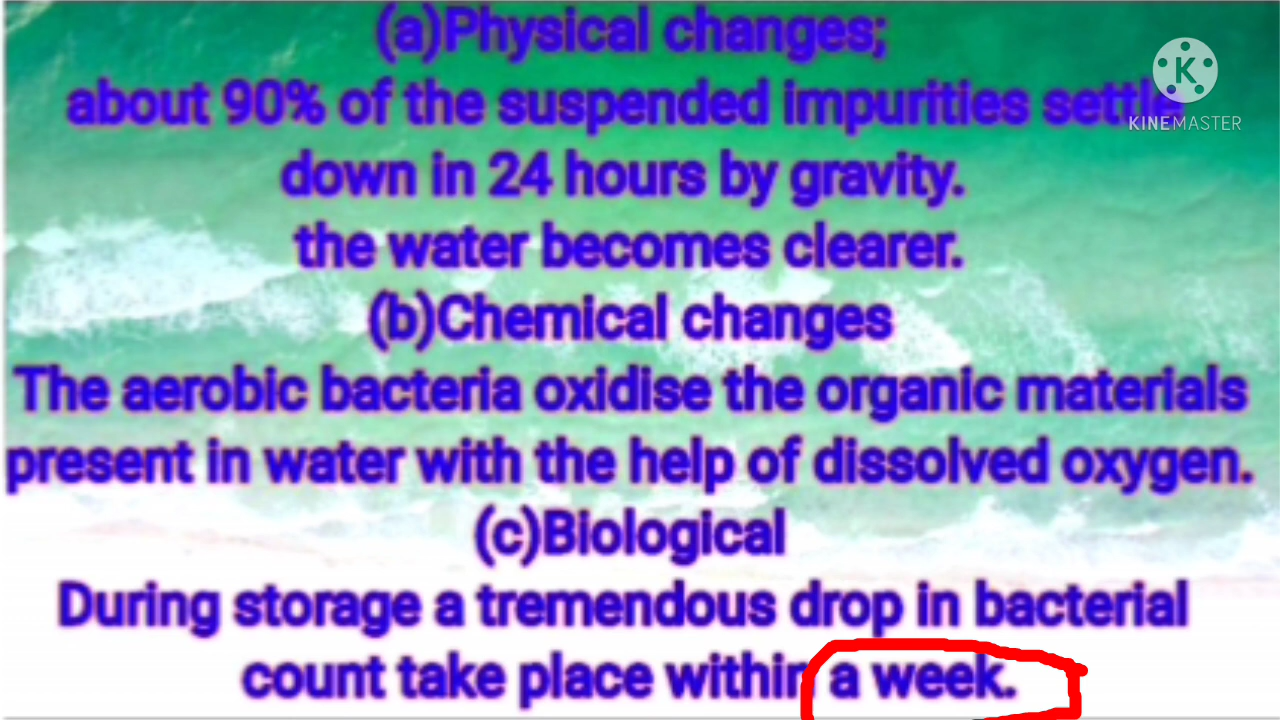 (a)Physical changes;
about 90% of the suspended impurities settle
down in 24 hours by gravity.
the water becomes clearer.
(b)Chemical changes
The aerobic bacteria oxidise the organic materials
present in water with the help of dissolved oxygen.
(c)Biological
During storage a tremendous drop in bacterial
count take place within a week.
K
KINEMASTER